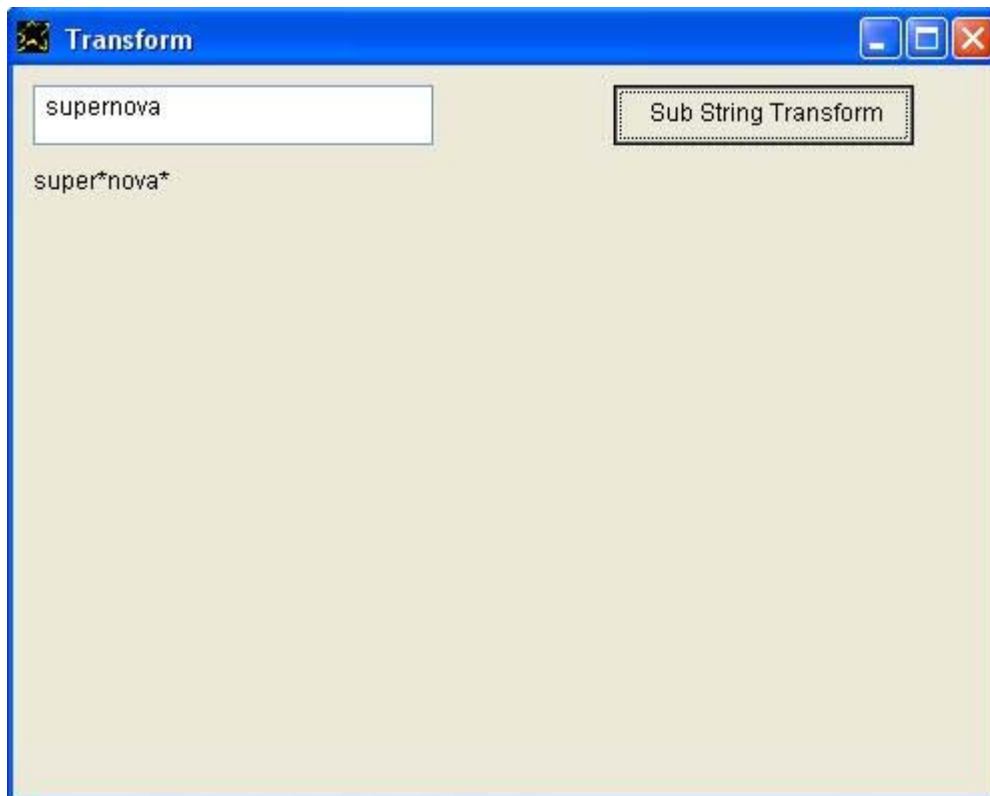 Transform
supernova
Sub String Transform
super*nova*